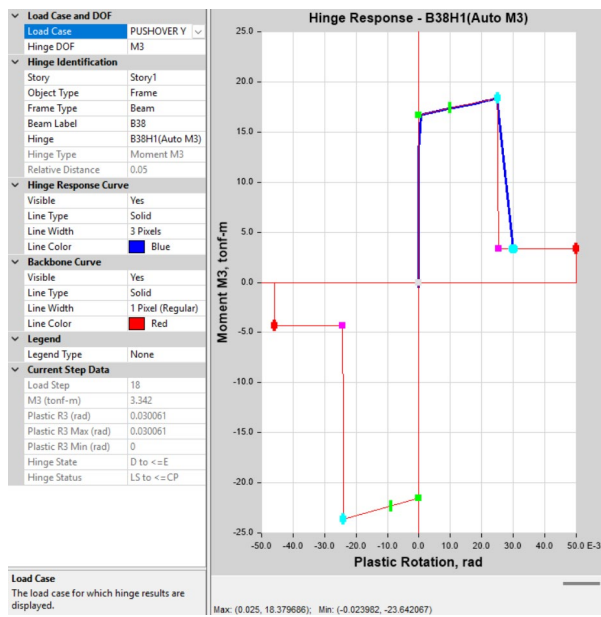 Load Case and DOF
Load Case PUSHOVER Y
Hinge DOF M3
Hinge Identification
Story Story1
Object Type Frame
Frame Type Beam
Beam Label B38
Hinge B38H1(Auto M3)
Hinge Type Moment M3
Relative Distance 0.05
Hinge Response Curve
Visible Yes
Line Type Solid
Line Width 3 Pixels
Line Color Blue
Backbone Curve
Visible Yes
Line Type Solid
Line Width 1 Pixel (Regular)
Line Color Red
Legend
Legend Type None
Current Step Data
Load Step 18
M3 (tonf-m) 3.342
Plastic R3 (rad) 0.030061
Plastic R3 Max (rad) 0.030061
Plastic R3 Min (rad) 0
Hinge State D to <=E
Hinge Status LS to <=CP
Load Case
The load case for which hinge results are
displayed.
Hinge Response - B38H1(Auto M3)
25.0
20.0
15.0
10.0
5.0
0.0
-5.0
-10.0
-15.0
-20.0
-25.0
Moment M3, tonf-m
-50.0 -40.0 -30.0 -20.0 -10.0 0.0 10.0 20.0 30.0 40.0 50.0 E-3
Plastic Rotation, rad
Max: (0.025, 18.379686); Min: (-0.023982, -23.642067)